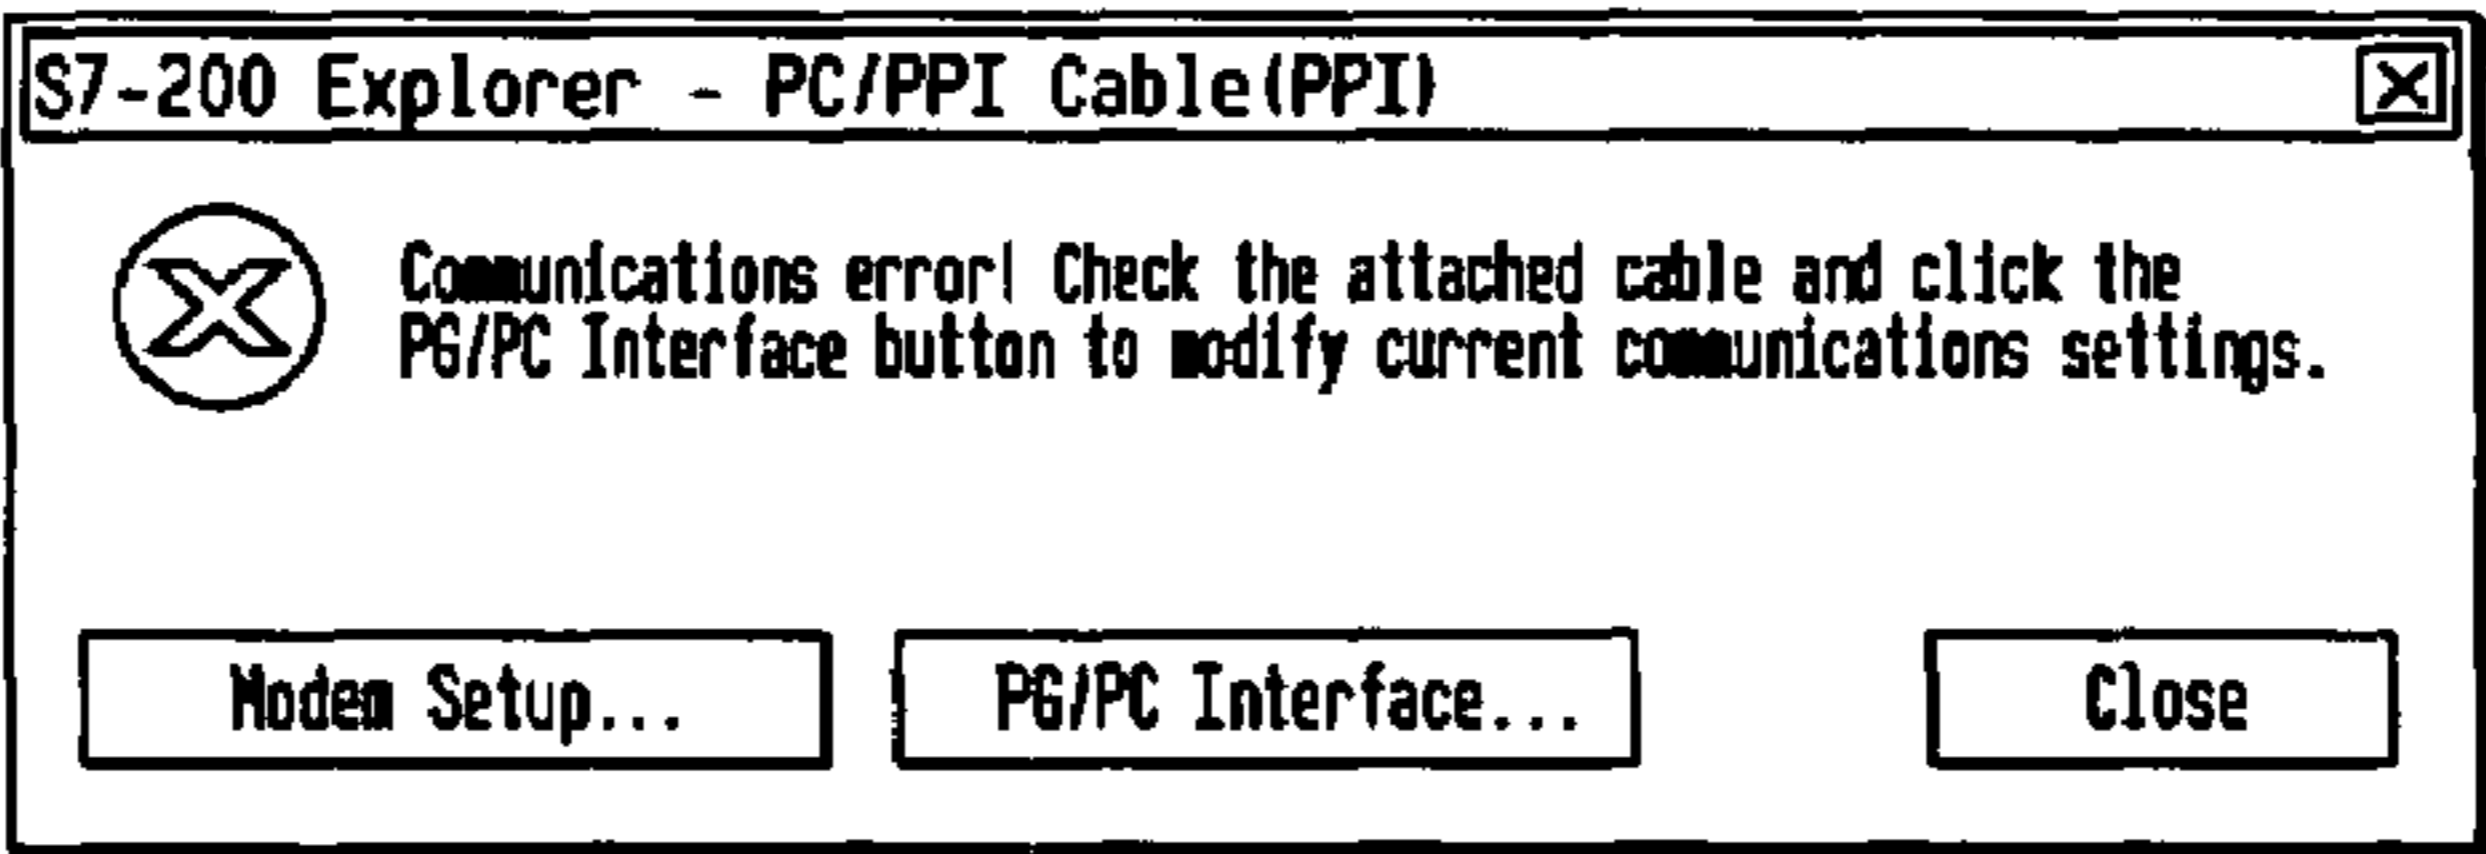 S7-200 Explorer - PC/PPI Cable(PPI)
Communications error! Check the attached cable and click the
PG/PC Interface button to modify current communications settings.
Modem Setup...
PG/PC Interface...
Close